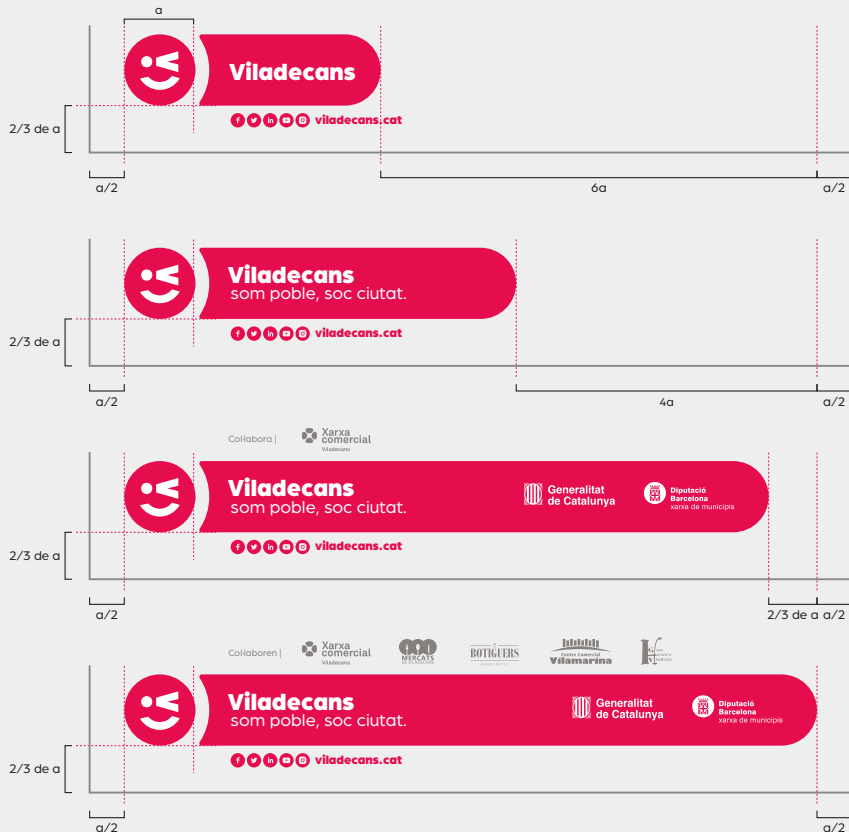 a
Viladecans
viladecans.cat
2/3 de a
a/2
6a
a/2
Viladecans
som poble, soc ciutat.
viladecans.cat
2/3 de a
a/2
4a
a/2
Col·labora |
Xarxa
comercial
Viladecans
Viladecans
som poble, soc ciutat.
Generalitat
de Catalunya
Diputació
Barcelona
xarxa de municipis
viladecans.cat
2/3 de a
a/2
2/3 de a
a/2
Col·laboren |
Xarxa
comercial
Viladecans
MERCATS
DE VILADECANS
BOTIGUERS
Centre Comercial
Vilamarina
Viladecans
som poble, soc ciutat.
Generalitat
de Catalunya
Diputació
Barcelona
xarxa de municipis
viladecans.cat
2/3 de a
a/2
a/2